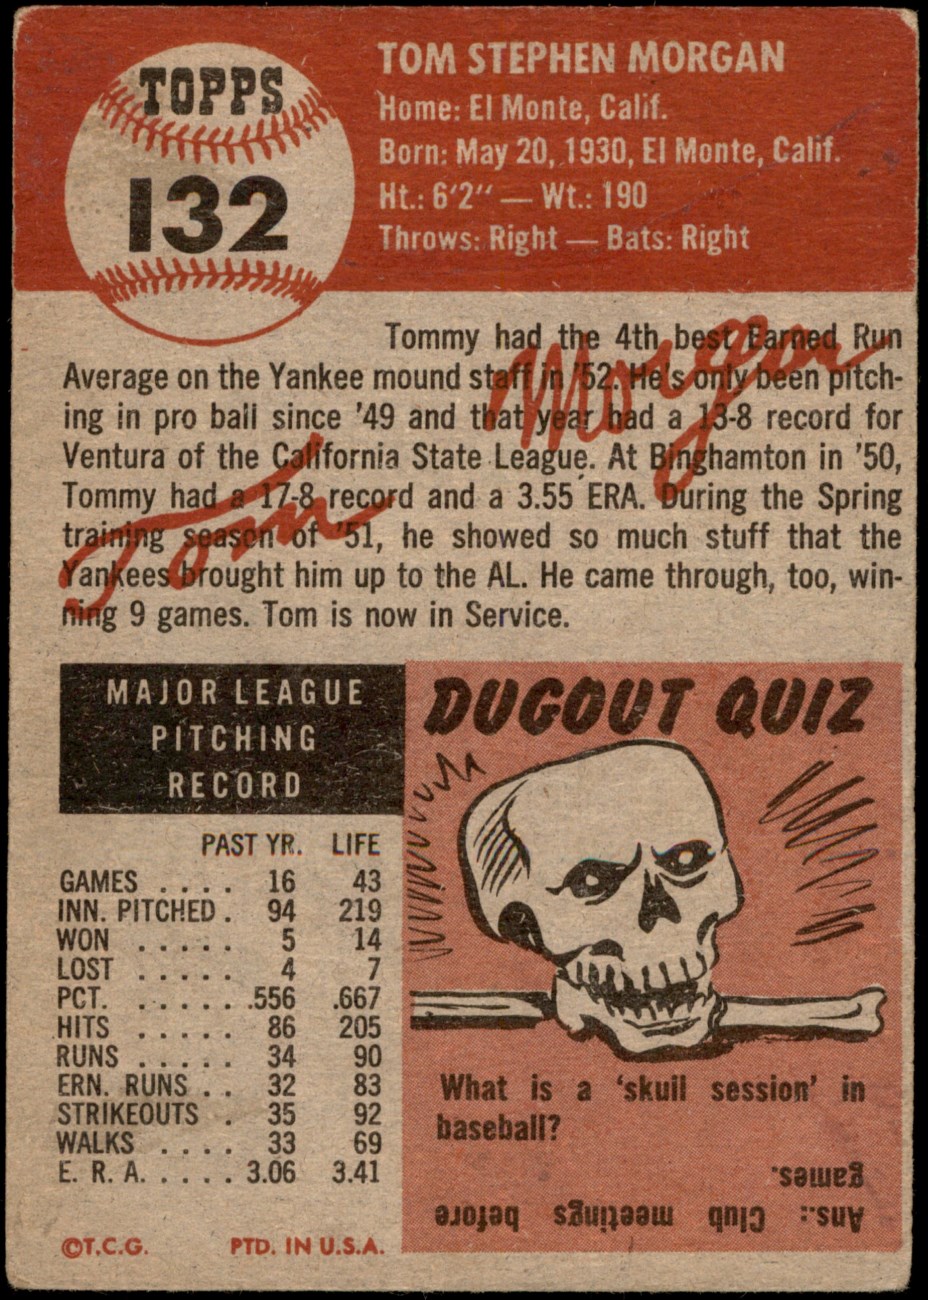 TOPPS
132
TOM STEPHEN MORGAN
Home: El Monte, Calif.
Born: May 20, 1930, El Monte, Calif.
Ht.: 6'2" — Wt.: 190
Throws: Right — Bats: Right
Tommy had the 4th best Earned Run
Average on the Yankee mound staff in '52. He's only been pitch-
ing in pro ball since '49 and that year had a 13-8 record for
Ventura of the California State League. At Binghamton in '50,
Tommy had a 17-8 record and a 3.55 ERA. During the Spring
training season of '51, he showed so much stuff that the
Yankees brought him up to the AL. He came through, too, win-
ning 9 games. Tom is now in Service.
Tom Morgan
MAJOR LEAGUE
PITCHING
RECORD
PAST YR. LIFE
GAMES .... 16 43
INN. PITCHED . 94 219
WON ..... 5 14
LOST ..... 4 7
PCT. ...... .556 .667
HITS ..... 86 205
RUNS ..... 34 90
ERN. RUNS .. 32 83
STRIKEOUTS . 35 92
WALKS .... 33 69
E. R. A. .... 3.06 3.41
©T.C.G. PTD. IN U.S.A.
DUGOUT QUIZ
What is a 'skull session' in
baseball?
Ans.: Club meetings before
games.